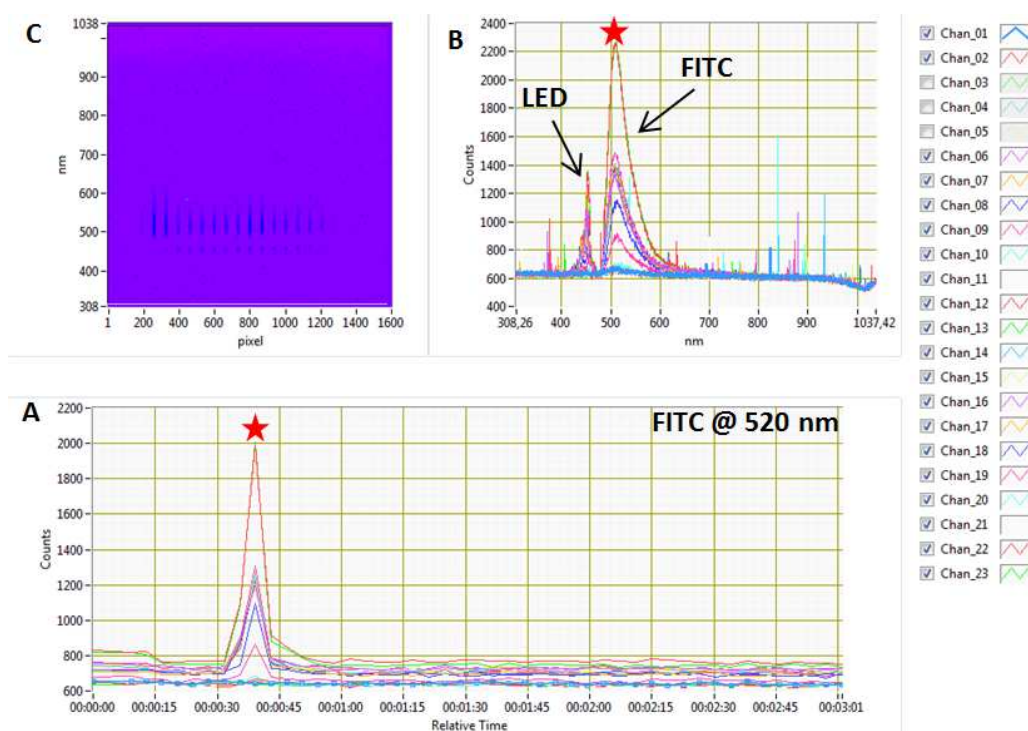 C
1038
900
800
700
600
500
400
308
nm
1 200 400 600 800 1000 1200 1400 1600
pixel
B
2400
2200
2000
1800
1600
1400
1200
1000
800
600
400
Counts
LED
FITC
308,26 400 500 600 700 800 1037,42
nm
Chan_01
Chan_02
Chan_03
Chan_04
Chan_05
Chan_06
Chan_07
Chan_08
Chan_09
Chan_10
Chan_11
Chan_12
Chan_13
Chan_14
Chan_15
Chan_16
Chan_17
Chan_18
Chan_19
Chan_20
Chan_21
Chan_22
Chan_23
A
FITC @ 520 nm
2200
2000
1800
1600
1400
1200
1000
800
600
Counts
00:00:00 00:00:15 00:00:30 00:00:45 00:01:00 00:01:15 00:01:30 00:01:45 00:02:00 00:02:15 00:02:30 00:02:45 00:03:01
Relative Time